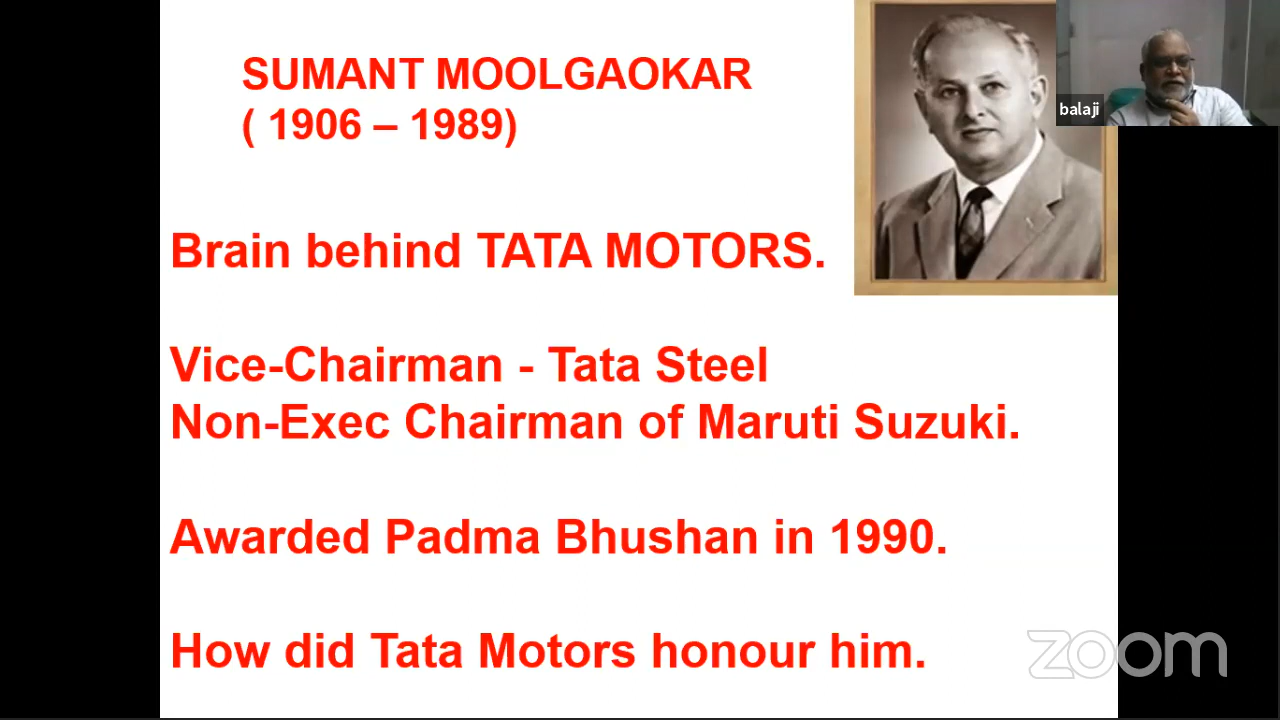 SUMANT MOOLGAOKAR
( 1906 – 1989)
balaji
Brain behind TATA MOTORS.
Vice-Chairman - Tata Steel
Non-Exec Chairman of Maruti Suzuki.
Awarded Padma Bhushan in 1990.
How did Tata Motors honour him.
zoom